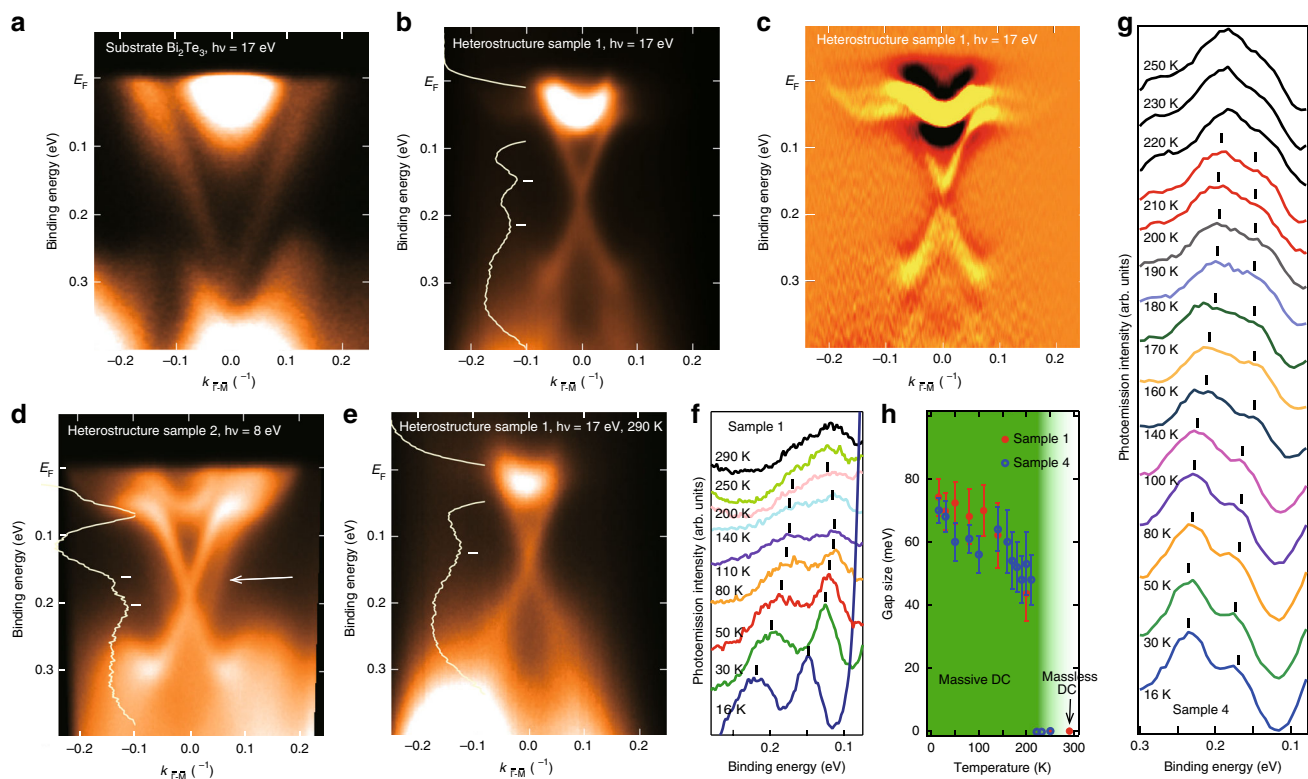 a
Substrate Bi₂Te₃, hν = 17 eV
E_F
0.1
0.2
0.3
Binding energy (eV)
−0.2
−0.1
0.0
0.1
0.2
k Γ̅-M̅ (⁻¹)
b
Heterostructure sample 1, hν = 17 eV
E_F
0.1
0.2
0.3
Binding energy (eV)
−0.2
−0.1
0.0
0.1
0.2
k Γ̅-M̅ (⁻¹)
c
Heterostructure sample 1, hν = 17 eV
E_F
0.1
0.2
0.3
Binding energy (eV)
−0.2
−0.1
0.0
0.1
0.2
k Γ̅-M̅ (⁻¹)
d
Heterostructure sample 2, hν = 8 eV
E_F
0.1
0.2
0.3
Binding energy (eV)
−0.2
−0.1
0.0
0.1
0.2
k Γ̅-M̅ (⁻¹)
e
Heterostructure sample 1, hν = 17 eV, 290 K
E_F
0.1
0.2
0.3
Binding energy (eV)
−0.2
−0.1
0.0
0.1
0.2
k Γ̅-M̅ (⁻¹)
f
Sample 1
290 K
250 K
200 K
140 K
110 K
80 K
50 K
30 K
16 K
Photoemission intensity (arb. units)
0.2
0.1
Binding energy (eV)
h
Sample 1
Sample 4
80
60
40
20
0
Gap size (meV)
Massive DC
Massless
DC
0
100
200
300
Temperature (K)
g
250 K
230 K
220 K
210 K
200 K
190 K
180 K
170 K
160 K
140 K
100 K
80 K
50 K
30 K
16 K
Sample 4
Photoemission intensity (arb. units)
0.3
0.2
0.1
Binding energy (eV)